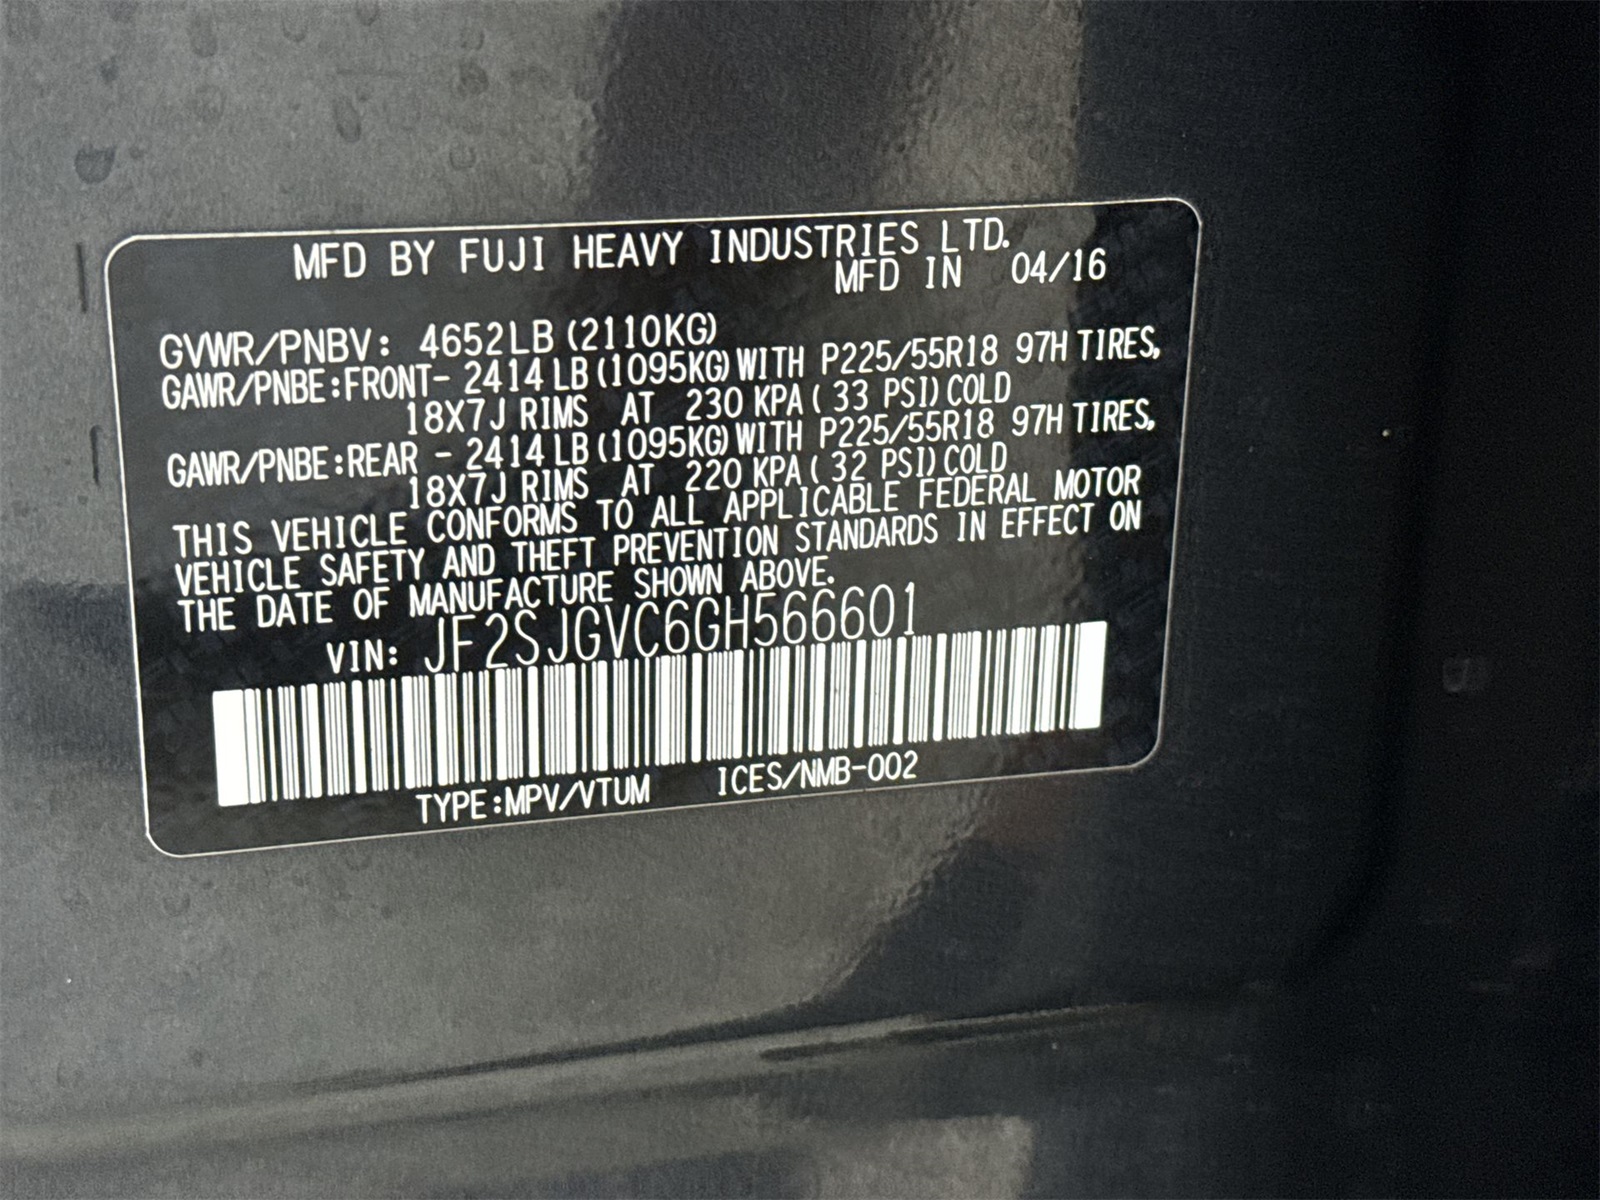 MFD BY FUJI HEAVY INDUSTRIES LTD.
MFD IN 04/16
GVWR/PNBV: 4652LB (2110KG)
GAWR/PNBE:FRONT- 2414 LB (1095KG) WITH P225/55R18 97H TIRES,
18X7J RIMS AT 230 KPA ( 33 PSI) COLD
GAWR/PNBE:REAR - 2414 LB (1095KG) WITH P225/55R18 97H TIRES,
18X7J RIMS AT 220 KPA ( 32 PSI) COLD
THIS VEHICLE CONFORMS TO ALL APPLICABLE FEDERAL MOTOR
VEHICLE SAFETY AND THEFT PREVENTION STANDARDS IN EFFECT ON
THE DATE OF MANUFACTURE SHOWN ABOVE.
VIN: JF2SJGVC6GH566601
TYPE:MPV/VTUM ICES/NMB-002